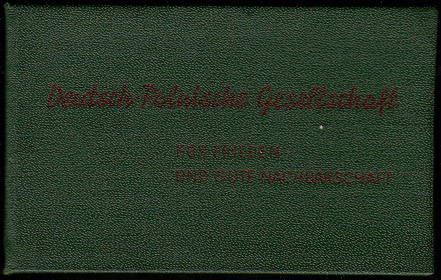 Deutsch-Polnische Gesellschaft
FÜR FRIEDEN
UND GUTE NACHBARSCHAFT